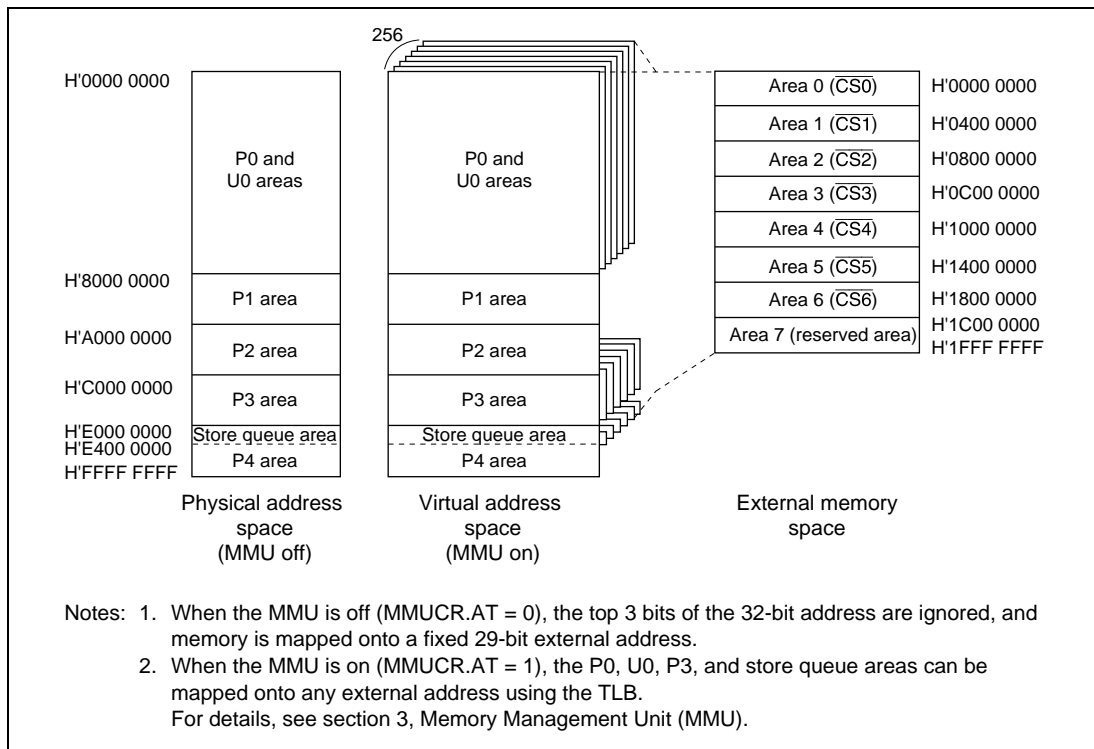 256
H'0000 0000
P0 and
U0 areas
P0 and
U0 areas
Area 0 (CS0)
H'0000 0000
Area 1 (CS1)
H'0400 0000
Area 2 (CS2)
H'0800 0000
Area 3 (CS3)
H'0C00 0000
Area 4 (CS4)
H'1000 0000
Area 5 (CS5)
H'1400 0000
Area 6 (CS6)
H'1800 0000
Area 7 (reserved area)
H'1C00 0000
H'1FFF FFFF
H'8000 0000
P1 area
P1 area
H'A000 0000
P2 area
P2 area
H'C000 0000
P3 area
P3 area
H'E000 0000
Store queue area
Store queue area
H'E400 0000
P4 area
P4 area
H'FFFF FFFF
Physical address
space
(MMU off)
Virtual address
space
(MMU on)
External memory
space
Notes: 1. When the MMU is off (MMUCR.AT = 0), the top 3 bits of the 32-bit address are ignored, and
memory is mapped onto a fixed 29-bit external address.
2. When the MMU is on (MMUCR.AT = 1), the P0, U0, P3, and store queue areas can be
mapped onto any external address using the TLB.
For details, see section 3, Memory Management Unit (MMU).